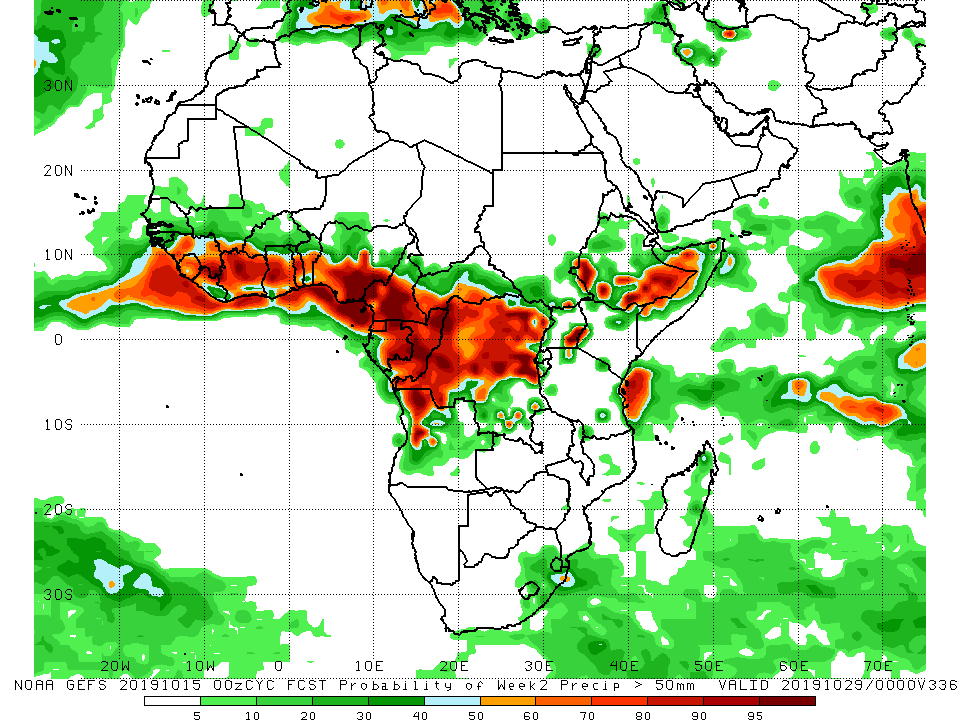 30N
20N
10N
0
10S
20S
30S
20W 10W 0 10E 20E 30E 40E 50E 60E 70E
NOAA GEFS 20191015 00zCYC FCST Probability of Week2 Precip > 50mm VALID 20191029/0000V336
5 10 20 30 40 50 60 70 80 90 95